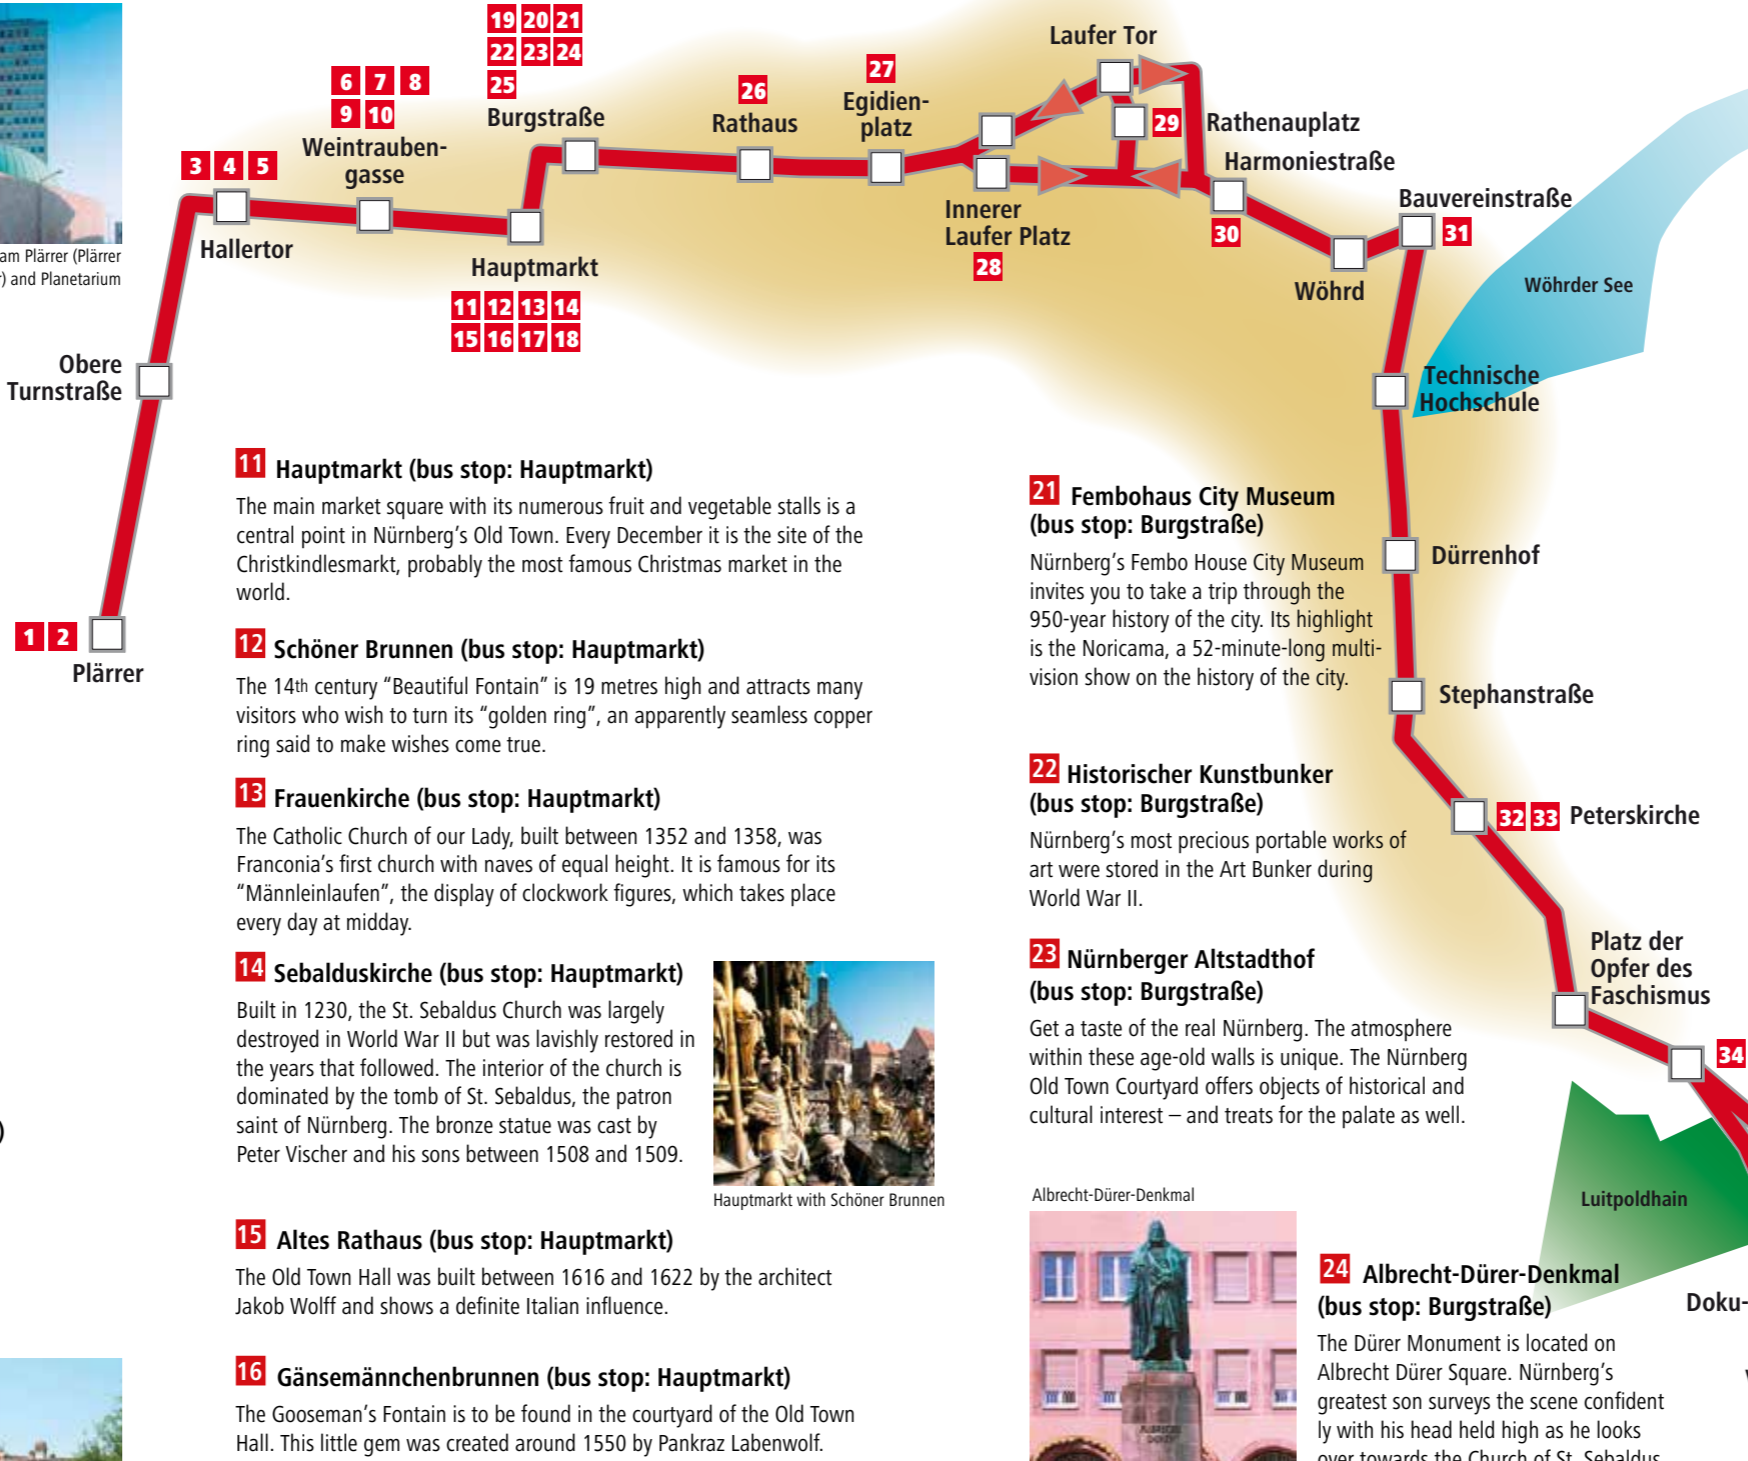 19 20 21
22 23 24
25
Burgstraße
6 7 8
9 10
Weintrauben-
gasse
3 4 5
Hallertor
26
Rathaus
27
Egidien-
platz
Laufer Tor
29
Rathenauplatz
Harmoniestraße
30
Innerer
Laufer Platz
28
Bauvereinstraße
31
Wöhrd
Wöhrder See
Hauptmarkt
11 12 13 14
15 16 17 18
am Plärrer (Plärrer
) and Planetarium
Obere
Turnstraße
1 2
Plärrer
Technische
Hochschule
Dürrenhof
Stephanstraße
32 33 Peterskirche
Platz der
Opfer des
Faschismus
34
Luitpoldhain
Doku-
)
11 Hauptmarkt (bus stop: Hauptmarkt)
The main market square with its numerous fruit and vegetable stalls is a
central point in Nürnberg’s Old Town. Every December it is the site of the
Christkindlesmarkt, probably the most famous Christmas market in the
world.
12 Schöner Brunnen (bus stop: Hauptmarkt)
The 14th century “Beautiful Fontain” is 19 metres high and attracts many
visitors who wish to turn its “golden ring”, an apparently seamless copper
ring said to make wishes come true.
13 Frauenkirche (bus stop: Hauptmarkt)
The Catholic Church of our Lady, built between 1352 and 1358, was
Franconia’s first church with naves of equal height. It is famous for its
“Männleinlaufen”, the display of clockwork figures, which takes place
every day at midday.
14 Sebalduskirche (bus stop: Hauptmarkt)
Built in 1230, the St. Sebaldus Church was largely
destroyed in World War II but was lavishly restored in
the years that followed. The interior of the church is
dominated by the tomb of St. Sebaldus, the patron
saint of Nürnberg. The bronze statue was cast by
Peter Vischer and his sons between 1508 and 1509.
Hauptmarkt with Schöner Brunnen
15 Altes Rathaus (bus stop: Hauptmarkt)
The Old Town Hall was built between 1616 and 1622 by the architect
Jakob Wolff and shows a definite Italian influence.
16 Gänsemännchenbrunnen (bus stop: Hauptmarkt)
The Gooseman’s Fontain is to be found in the courtyard of the Old Town
Hall. This little gem was created around 1550 by Pankraz Labenwolf.
21 Fembohaus City Museum
(bus stop: Burgstraße)
Nürnberg’s Fembo House City Museum
invites you to take a trip through the
950-year history of the city. Its highlight
is the Noricama, a 52-minute-long multi-
vision show on the history of the city.
22 Historischer Kunstbunker
(bus stop: Burgstraße)
Nürnberg’s most precious portable works of
art were stored in the Art Bunker during
World War II.
23 Nürnberger Altstadthof
(bus stop: Burgstraße)
Get a taste of the real Nürnberg. The atmosphere
within these age-old walls is unique. The Nürnberg
Old Town Courtyard offers objects of historical and
cultural interest – and treats for the palate as well.
Albrecht-Dürer-Denkmal
24 Albrecht-Dürer-Denkmal
(bus stop: Burgstraße)
The Dürer Monument is located on
Albrecht Dürer Square. Nürnberg’s
greatest son surveys the scene confident
ly with his head held high as he looks
over towards the Church of St. Sebaldus